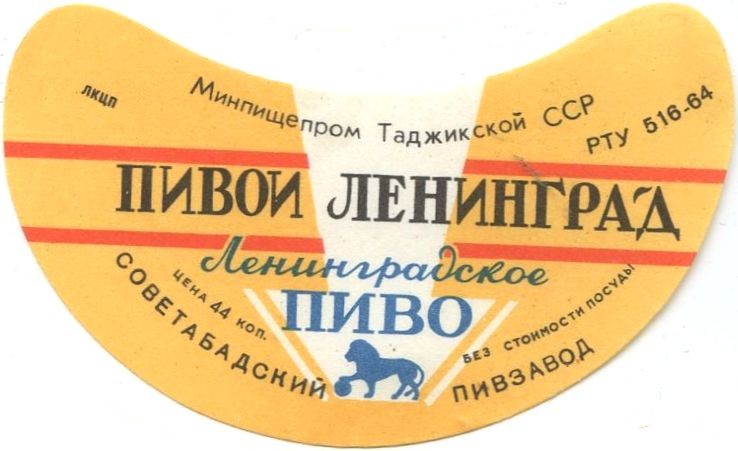 ЛКЦП
Минпищепром Таджикской ССР
РТУ 516-64
ПИВОИ ЛЕНИНГРАД
Ленинградское
ПИВО
ЦЕНА 44 КОП.
БЕЗ СТОИМОСТИ ПОСУДЫ
СОВЕТАБАДСКИЙ ПИВЗАВОД